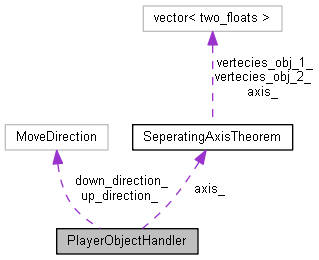 vector< two_floats >
vertecies_obj_1_
vertecies_obj_2_
axis_
MoveDirection
SeperatingAxisTheorem
down_direction_
up_direction_
axis_
PlayerObjectHandler